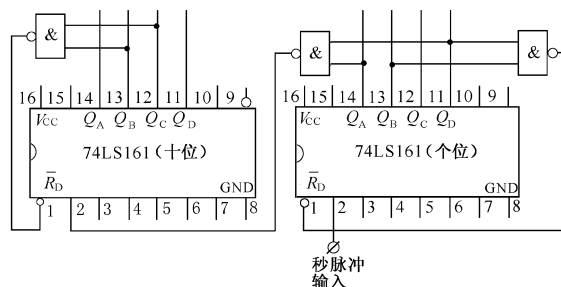 & & &
16 15 14 13 12 11 10 9 16 15 14 13 12 11 10 9
VCC QA QB QC QD VCC QA QB QC QD
74LS161(十位) 74LS161(个位)
R̅D GND R̅D GND
1 2 3 4 5 6 7 8 1 2 3 4 5 6 7 8
秒脉冲
输入